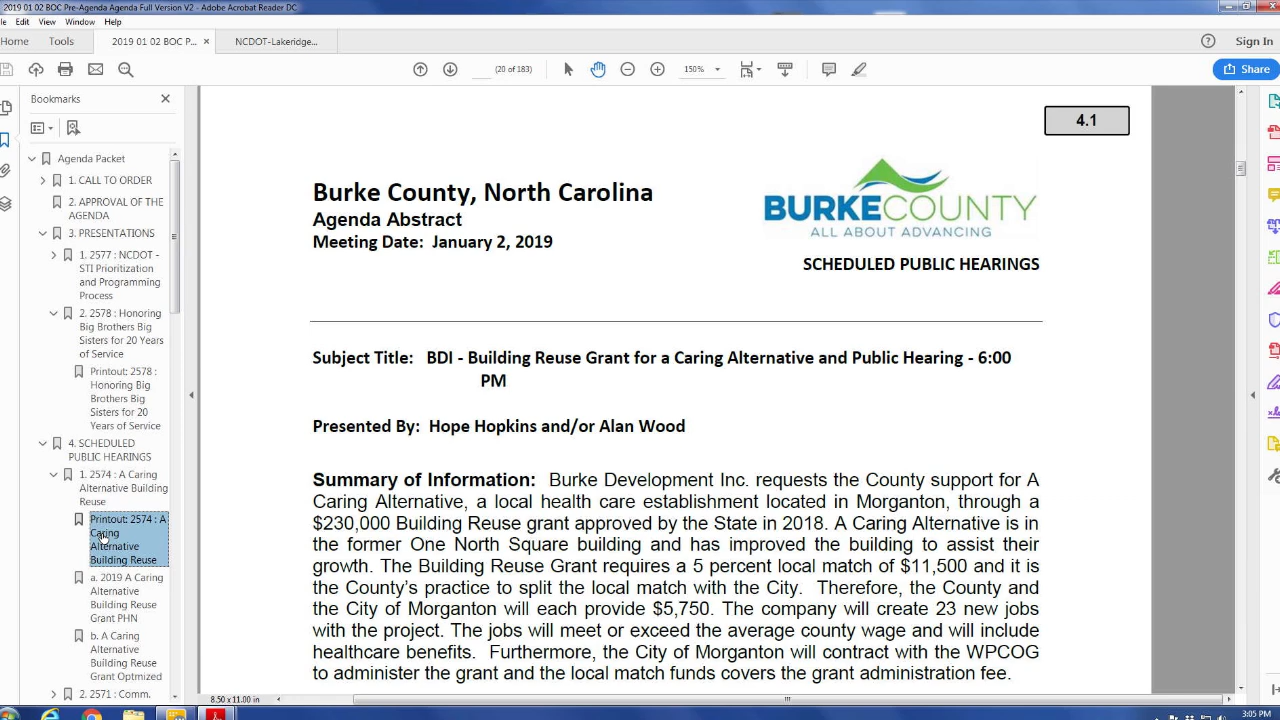 2019 01 02 BOC Pre-Agenda Agenda Full Version V2 - Adobe Acrobat Reader DC
Edit View Window Help
Home Tools 2019 01 02 BOC P... × NCDOT-Lakeridge... Sign In
(20 of 183) 150% Share
Bookmarks
Agenda Packet
1. CALL TO ORDER
2. APPROVAL OF THE
AGENDA
3. PRESENTATIONS
1. 2577 : NCDOT -
STI Prioritization
and Programming
Process
2. 2578 : Honoring
Big Brothers Big
Sisters for 20 Years
of Service
Printout: 2578 :
Honoring Big
Brothers Big
Sisters for 20
Years of Service
4. SCHEDULED
PUBLIC HEARINGS
1. 2574 : A Caring
Alternative Building
Reuse
Printout: 2574 : A
Caring
Alternative
Building Reuse
a. 2019 A Caring
Alternative
Building Reuse
Grant PHN
b. A Caring
Alternative
Building Reuse
Grant Optmized
2. 2571 : Comm.
4.1
Burke County, North Carolina
Agenda Abstract
Meeting Date: January 2, 2019
BURKECOUNTY
ALL ABOUT ADVANCING
SCHEDULED PUBLIC HEARINGS
Subject Title: BDI - Building Reuse Grant for a Caring Alternative and Public Hearing - 6:00
PM
Presented By: Hope Hopkins and/or Alan Wood
Summary of Information: Burke Development Inc. requests the County support for A
Caring Alternative, a local health care establishment located in Morganton, through a
$230,000 Building Reuse grant approved by the State in 2018. A Caring Alternative is in
the former One North Square building and has improved the building to assist their
growth. The Building Reuse Grant requires a 5 percent local match of $11,500 and it is
the County's practice to split the local match with the City. Therefore, the County and
the City of Morganton will each provide $5,750. The company will create 23 new jobs
with the project. The jobs will meet or exceed the average county wage and will include
healthcare benefits. Furthermore, the City of Morganton will contract with the WPCOG
to administer the grant and the local match funds covers the grant administration fee.
8.50 x 11.00 in
3:05 PM